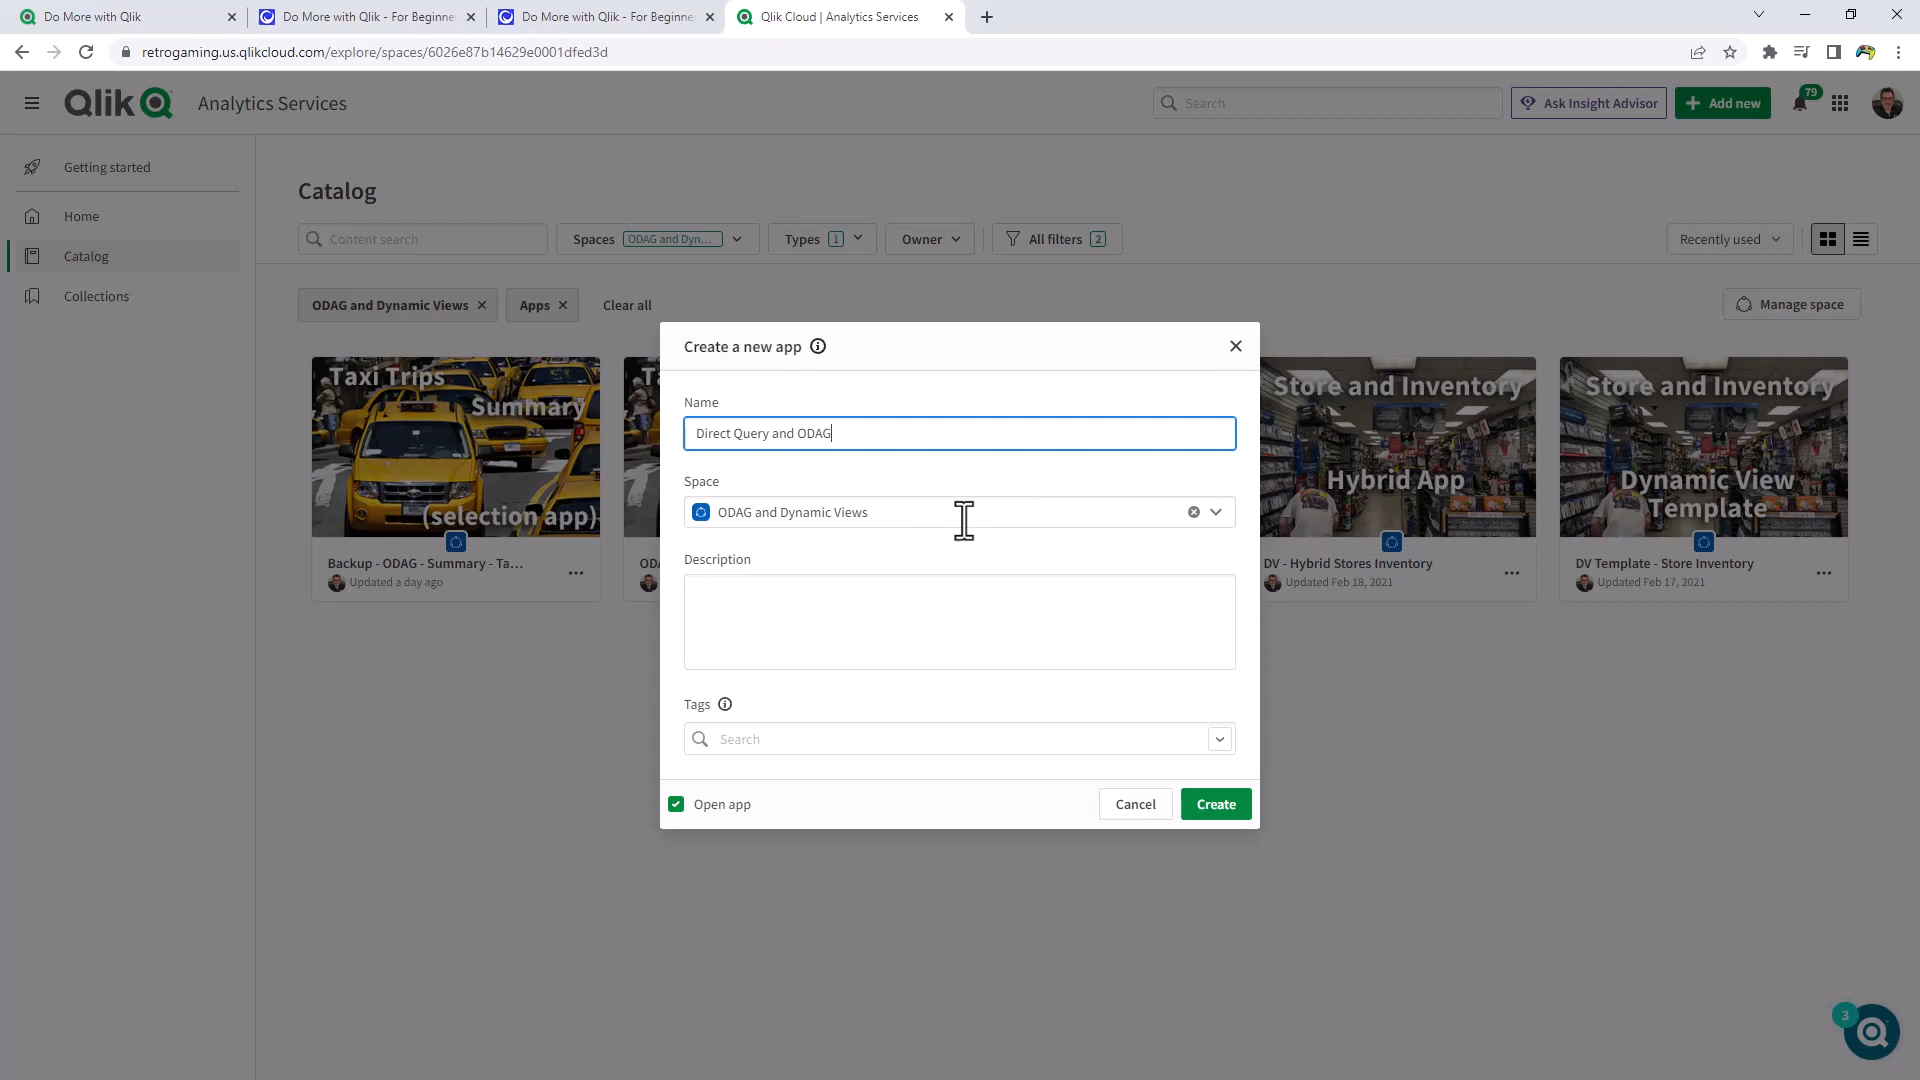 Do More with Qlik
Do More with Qlik - For Beginne
Do More with Qlik - For Beginne
Qlik Cloud | Analytics Services
retrogaming.us.qlikcloud.com/explore/spaces/6026e87b14629e0001dfed3d
Qlik Analytics Services
Search
Ask Insight Advisor
Add new
79
Getting started
Home
Catalog
Collections
Catalog
Content search
Spaces ODAG and Dyn...
Types 1
Owner
All filters 2
Recently used
ODAG and Dynamic Views
Apps
Clear all
Manage space
Taxi Trips
Summary
(selection app)
Backup - ODAG - Summary - Ta...
Updated a day ago
Create a new app
Name
Direct Query and ODAG
Space
ODAG and Dynamic Views
Description
Tags
Search
Open app
Cancel
Create
Store and Inventory
Hybrid App
DV - Hybrid Stores Inventory
Updated Feb 18, 2021
Store and Inventory
Dynamic View
Template
DV Template - Store Inventory
Updated Feb 17, 2021
3